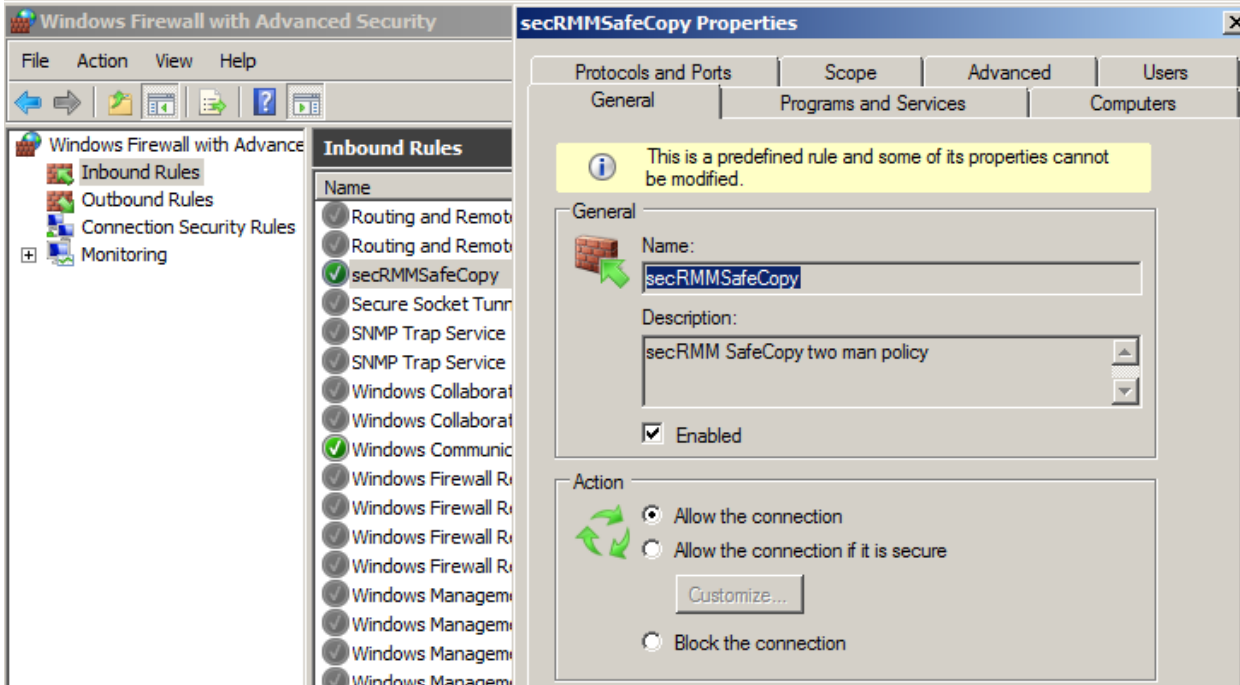 Windows Firewall with Advanced Security
File Action View Help
Windows Firewall with Advance
Inbound Rules
Outbound Rules
Connection Security Rules
Monitoring
Inbound Rules
Name
Routing and Remot
Routing and Remot
secRMMSafeCopy
Secure Socket Tunn
SNMP Trap Service
SNMP Trap Service
Windows Collaborat
Windows Collaborat
Windows Communic
Windows Firewall R
Windows Firewall R
Windows Firewall R
Windows Firewall R
Windows Managem
Windows Managem
Windows Managem
Windows Managem
secRMMSafeCopy Properties
Protocols and Ports Scope Advanced Users
General Programs and Services Computers
This is a predefined rule and some of its properties cannot
be modified.
General
Name:
secRMMSafeCopy
Description:
secRMM SafeCopy two man policy
Enabled
Action
Allow the connection
Allow the connection if it is secure
Customize...
Block the connection